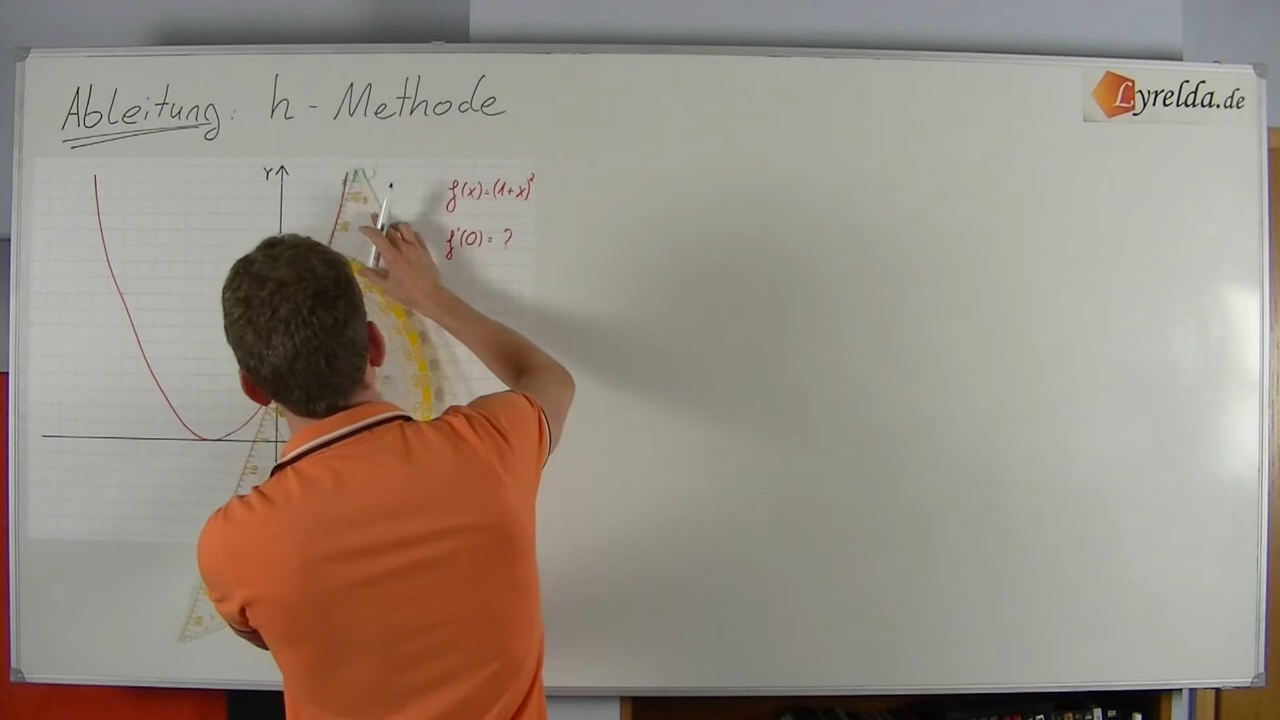 Ableitung: h - Methode
Lyrelda.de
Y
f(x)=(1+x)²
f'(0) = ?